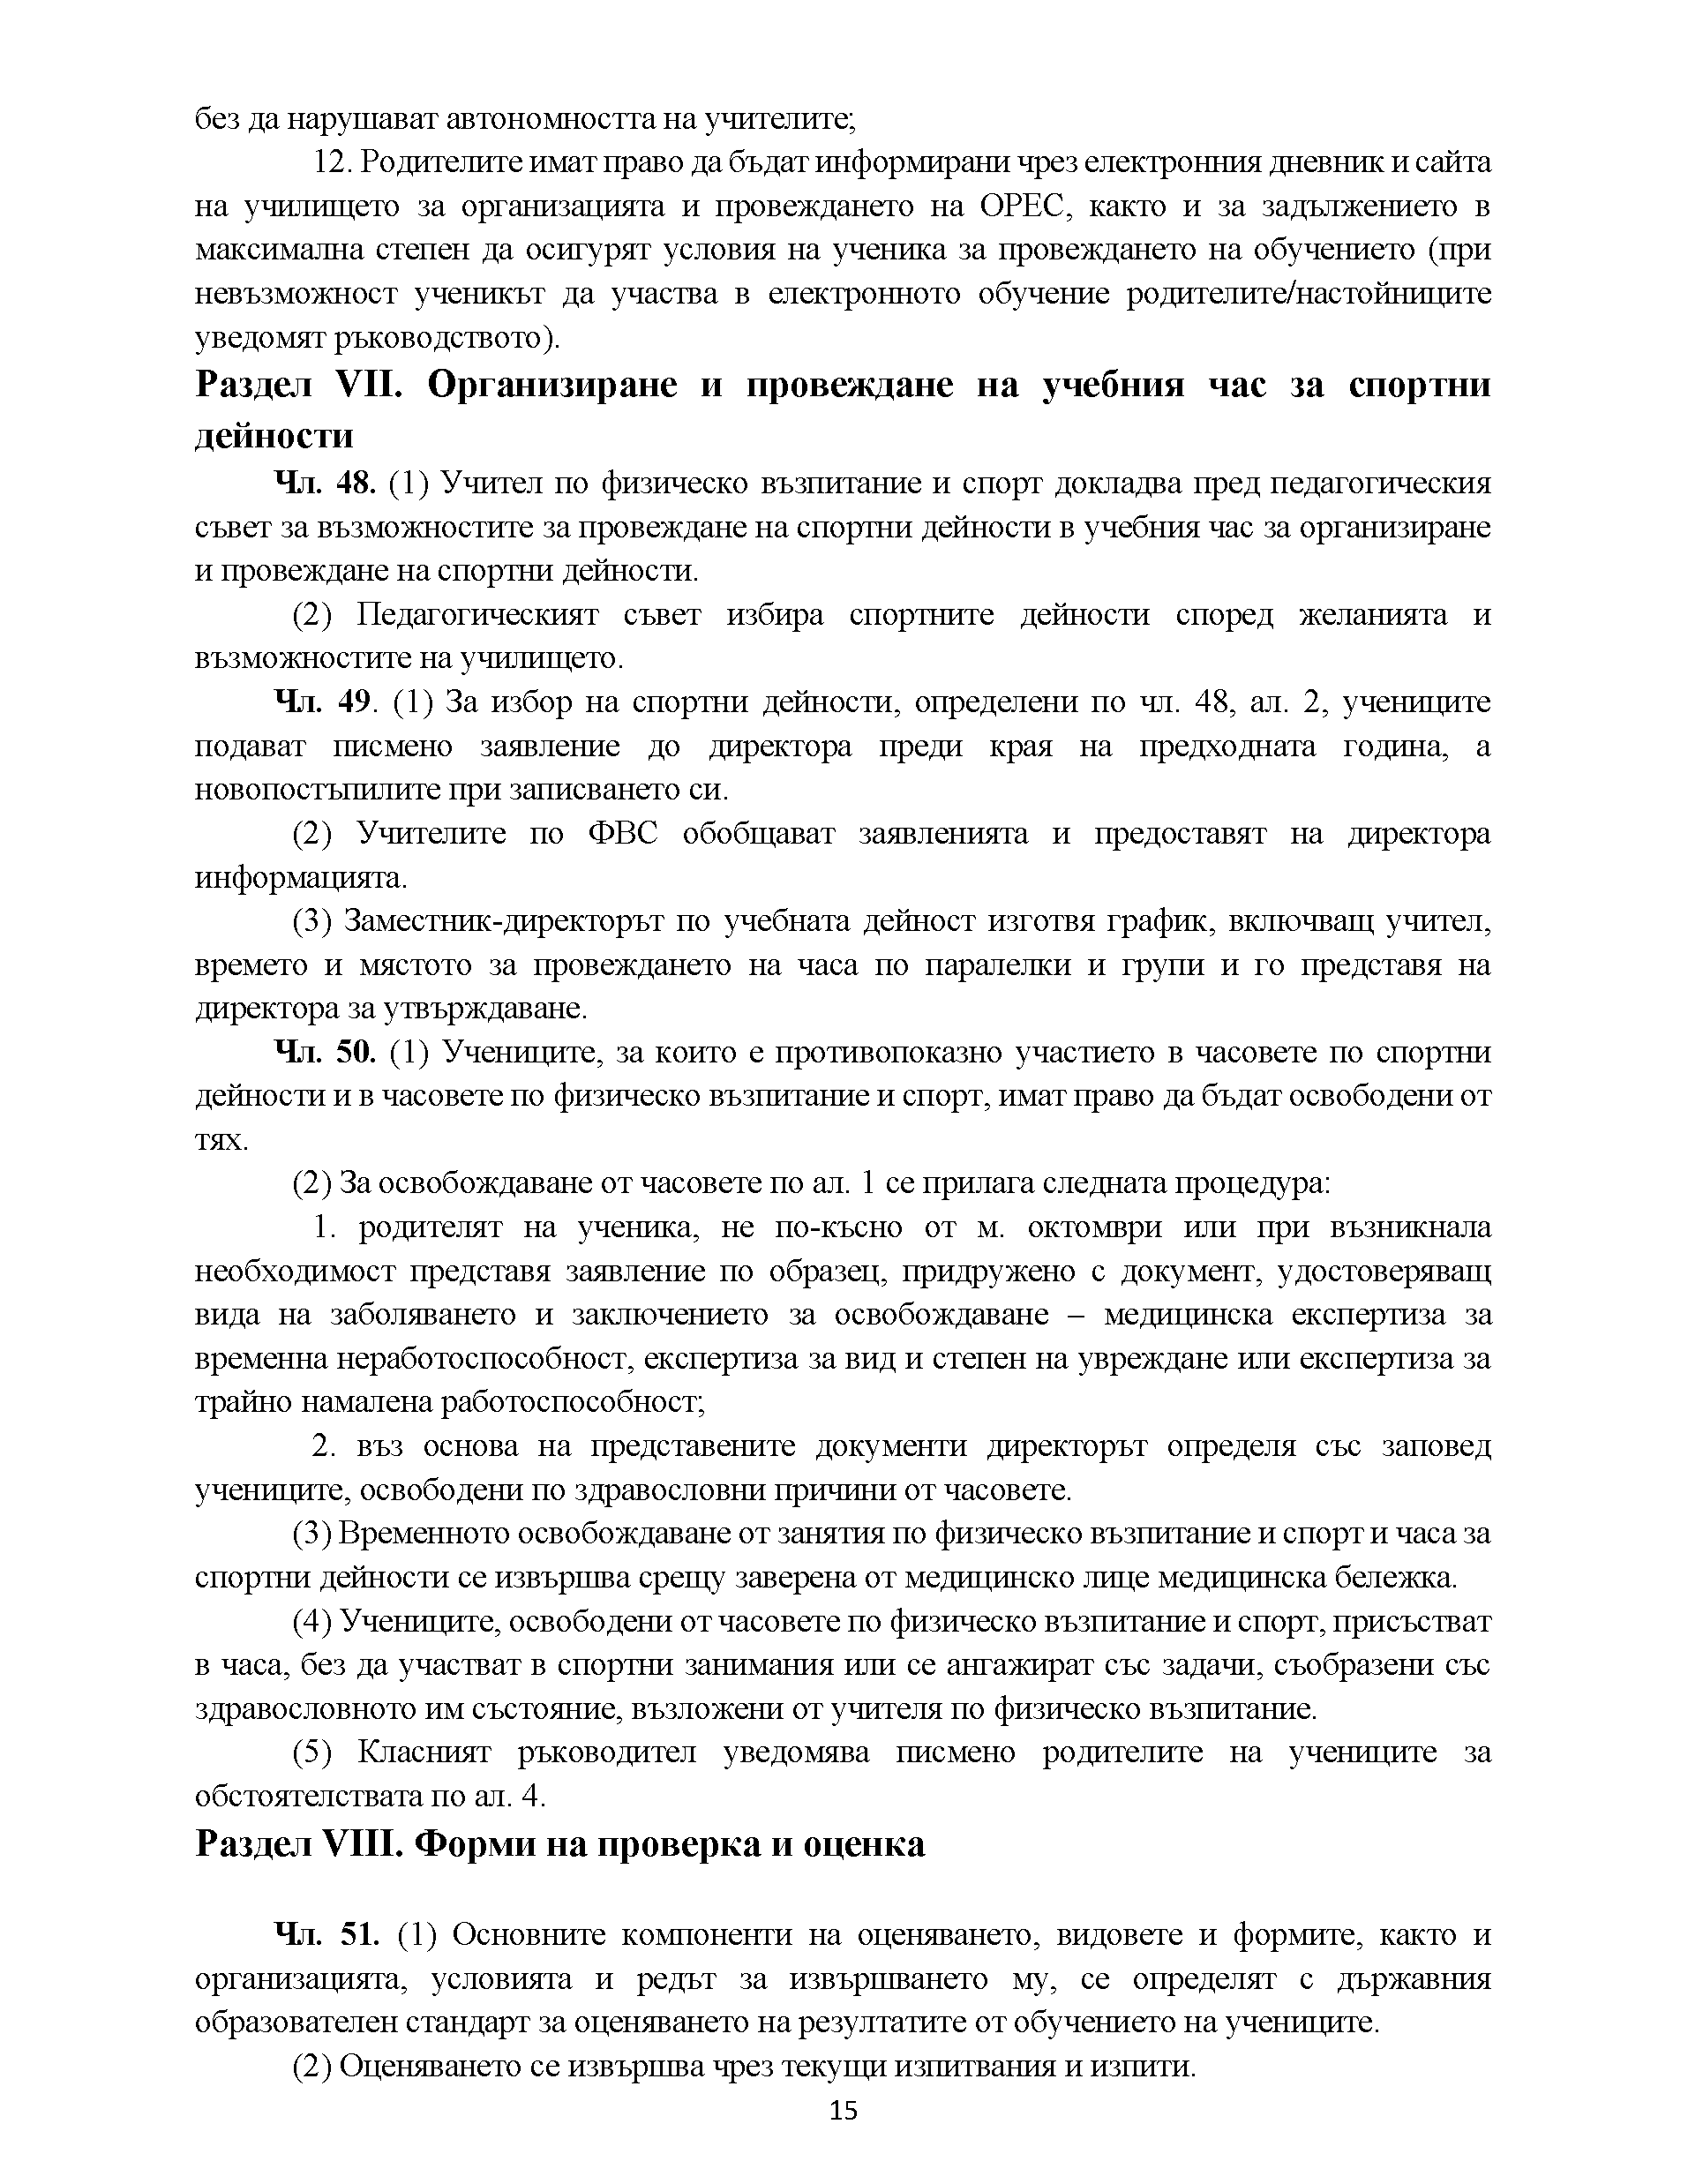 без да нарушават автономността на учителите;
12. Родителите имат право да бъдат информирани чрез електронния дневник и сайта
на училището за организацията и провеждането на ОРЕС, както и за задължението в
максимална степен да осигурят условия на ученика за провеждането на обучението (при
невъзможност ученикът да участва в електронното обучение родителите/настойниците
уведомят ръководството).
Раздел VII. Организиране и провеждане на учебния час за спортни
дейности
Чл. 48. (1) Учител по физическо възпитание и спорт докладва пред педагогическия
съвет за възможностите за провеждане на спортни дейности в учебния час за организиране
и провеждане на спортни дейности.
(2) Педагогическият съвет избира спортните дейности според желанията и
възможностите на училището.
Чл. 49. (1) За избор на спортни дейности, определени по чл. 48, ал. 2, учениците
подават писмено заявление до директора преди края на предходната година, а
новопостъпилите при записването си.
(2) Учителите по ФВС обобщават заявленията и предоставят на директора
информацията.
(3) Заместник-директорът по учебната дейност изготвя график, включващ учител,
времето и мястото за провеждането на часа по паралелки и групи и го представя на
директора за утвърждаване.
Чл. 50. (1) Учениците, за които е противопоказно участието в часовете по спортни
дейности и в часовете по физическо възпитание и спорт, имат право да бъдат освободени от
тях.
(2) За освобождаване от часовете по ал. 1 се прилага следната процедура:
1. родителят на ученика, не по-късно от м. октомври или при възникнала
необходимост представя заявление по образец, придружено с документ, удостоверяващ
вида на заболяването и заключението за освобождаване – медицинска експертиза за
временна неработоспособност, експертиза за вид и степен на увреждане или експертиза за
трайно намалена работоспособност;
2. въз основа на представените документи директорът определя със заповед
учениците, освободени по здравословни причини от часовете.
(3) Временното освобождаване от занятия по физическо възпитание и спорт и часа за
спортни дейности се извършва срещу заверена от медицинско лице медицинска бележка.
(4) Учениците, освободени от часовете по физическо възпитание и спорт, присъстват
в часа, без да участват в спортни занимания или се ангажират със задачи, съобразени със
здравословното им състояние, възложени от учителя по физическо възпитание.
(5) Класният ръководител уведомява писмено родителите на учениците за
обстоятелствата по ал. 4.
Раздел VIII. Форми на проверка и оценка
Чл. 51. (1) Основните компоненти на оценяването, видовете и формите, както и
организацията, условията и редът за извършването му, се определят с държавния
образователен стандарт за оценяването на резултатите от обучението на учениците.
(2) Оценяването се извършва чрез текущи изпитвания и изпити.
15